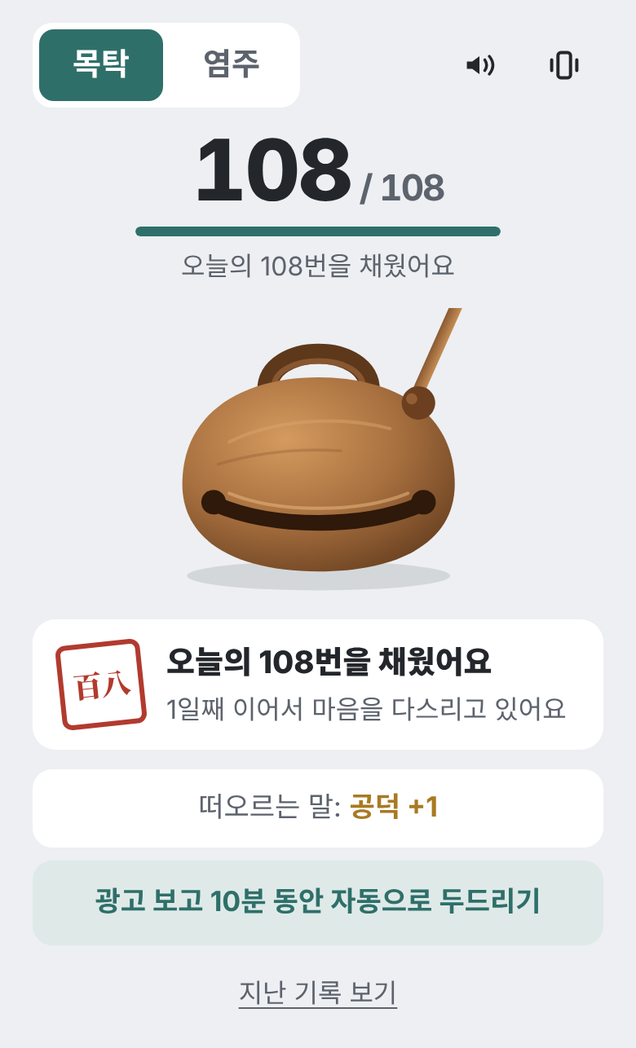 목탁 염주
108 / 108
오늘의 108번을 채웠어요
百八
오늘의 108번을 채웠어요
1일째 이어서 마음을 다스리고 있어요
떠오르는 말: 공덕 +1
광고 보고 10분 동안 자동으로 두드리기
지난 기록 보기